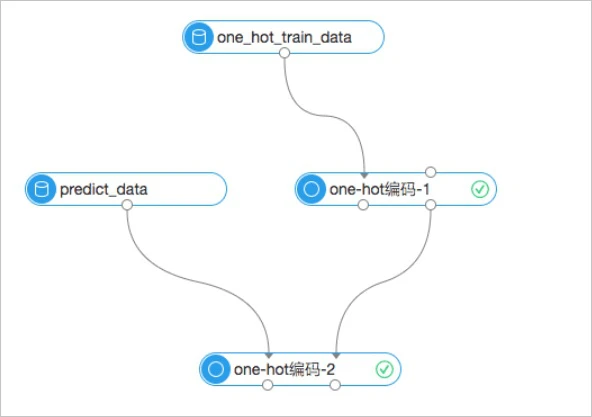 one_hot_train_data
predict_data
one-hot编码-1
one-hot编码-2